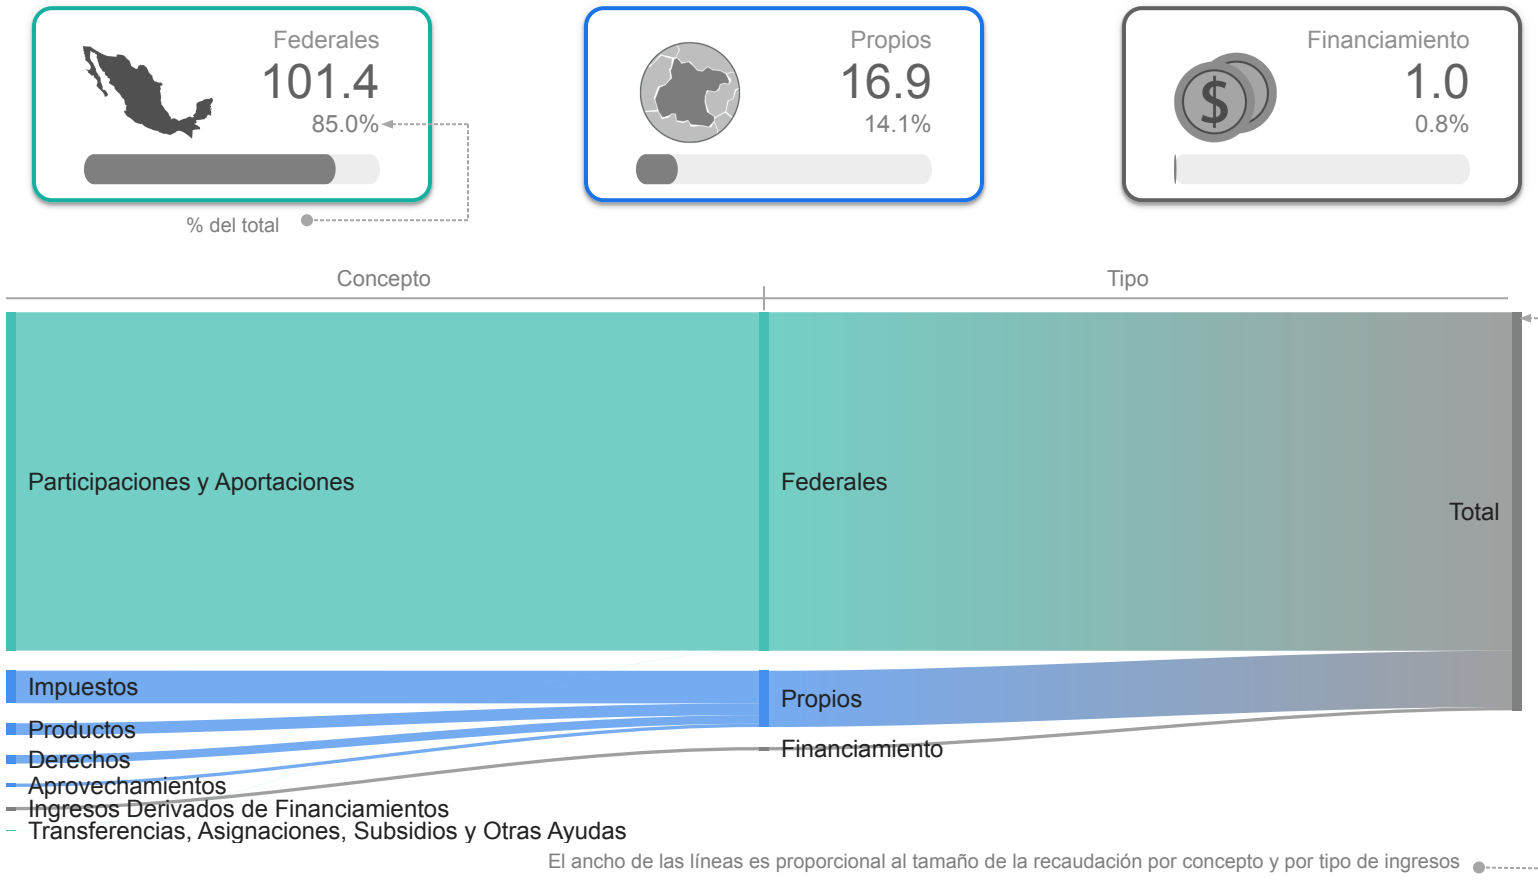 Federales
101.4
85.0%
Propios
16.9
14.1%
Financiamiento
1.0
0.8%
$
% del total
Concepto
Tipo
Participaciones y Aportaciones
Federales
Total
Impuestos
Propios
Productos
Financiamiento
Derechos
Aprovechamientos
Ingresos Derivados de Financiamientos
Transferencias, Asignaciones, Subsidios y Otras Ayudas
El ancho de las líneas es proporcional al tamaño de la recaudación por concepto y por tipo de ingresos